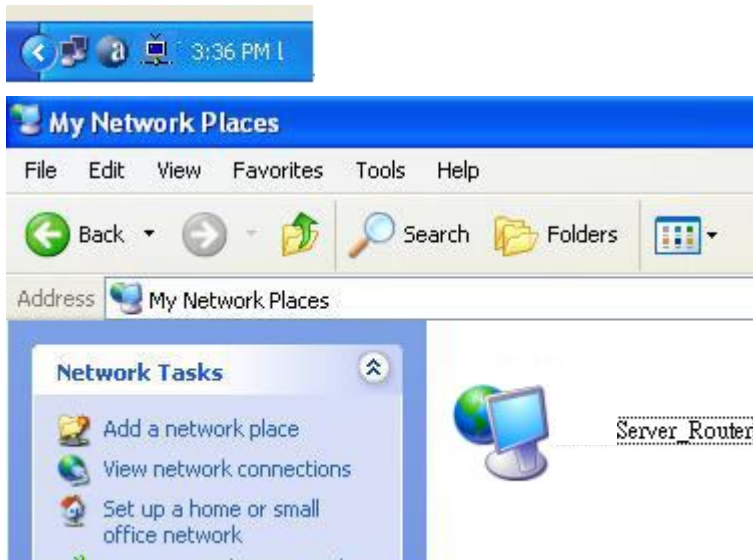 3:36 PM
My Network Places
File Edit View Favorites Tools Help
Back Search Folders
Address My Network Places
Network Tasks
Add a network place
View network connections
Set up a home or small
office network
Server_Router